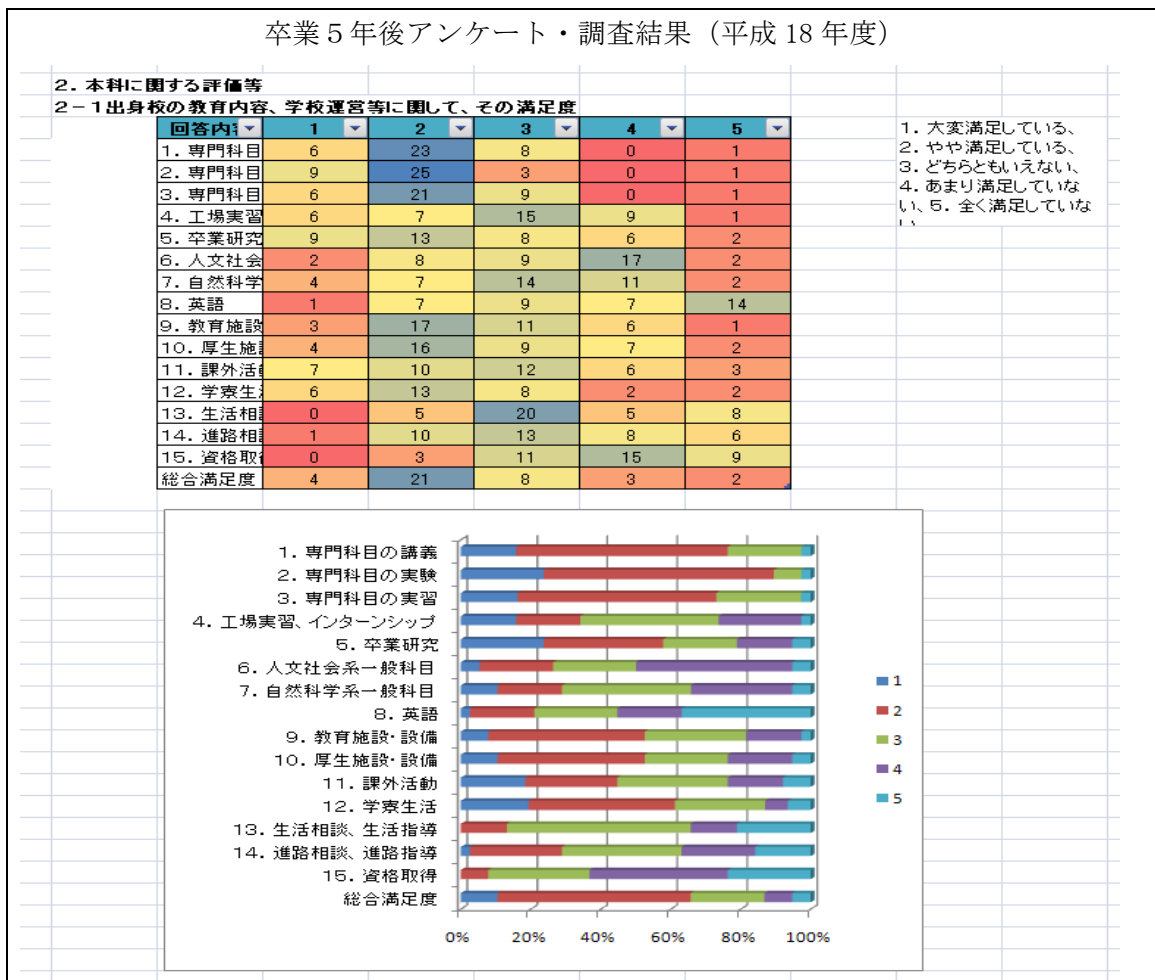 卒業５年後アンケート・調査結果（平成 18 年度）
２．本科に関する評価等
２－１出身校の教育内容、学校運営等に関して、その満足度
回答内容 1 2 3 4 5
1．専門科目 6 23 8 0 1
2．専門科目 9 25 3 0 1
3．専門科目 6 21 9 0 1
4．工場実習 6 7 15 9 1
5．卒業研究 9 13 8 6 2
6．人文社会 2 8 9 17 2
7．自然科学 4 7 14 11 2
8．英語 1 7 9 7 14
9．教育施設 3 17 11 6 1
10．厚生施 4 16 9 7 2
11．課外活 7 10 12 6 3
12．学寮生 6 13 8 2 2
13．生活相 0 5 20 5 8
14．進路相 1 10 13 8 6
15．資格取 0 3 11 15 9
総合満足度 4 21 8 3 2
1．大変満足している、
2．やや満足している、
3．どちらともいえない、
4．あまり満足していな
い、5．全く満足していな
1．専門科目の講義
2．専門科目の実験
3．専門科目の実習
4．工場実習、インターンシップ
5．卒業研究
6．人文社会系一般科目
7．自然科学系一般科目
8．英語
9．教育施設・設備
10．厚生施設・設備
11．課外活動
12．学寮生活
13．生活相談、生活指導
14．進路相談、進路指導
15．資格取得
総合満足度
0% 20% 40% 60% 80% 100%
1
2
3
4
5